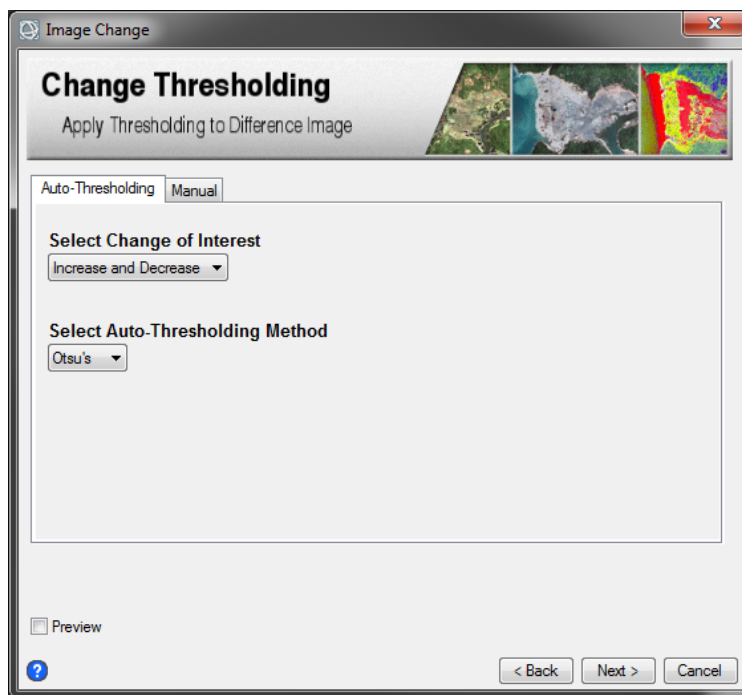 Image Change
Change Thresholding
Apply Thresholding to Difference Image
Auto-Thresholding Manual
Select Change of Interest
Increase and Decrease
Select Auto-Thresholding Method
Otsu's
Preview
? < Back Next > Cancel